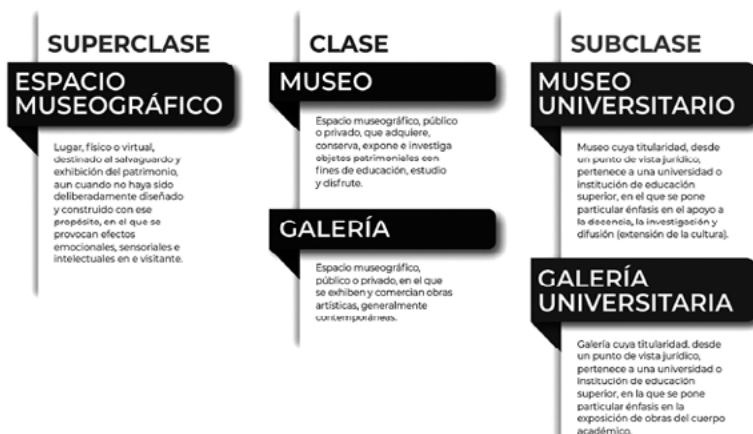 SUPERCLASE
ESPACIO
MUSEOGRÁFICO
Lugar, físico o virtual,
destinado al salvaguardo y
exhibición del patrimonio,
aun cuando no haya sido
deliberadamente diseñado
y construido con ese
propósito, en el que se
provocan efectos
emocionales, sensoriales e
intelectuales en e visitante.
CLASE
MUSEO
Espacio museográfico, público
o privado, que adquiere,
conserva, expone e investiga
objetos patrimoniales con
fines de educación, estudio
y disfrute.
GALERÍA
Espacio museográfico,
público o privado, en el que
se exhiben y comercian obras
artísticas, generalmente
contemporáneas.
SUBCLASE
MUSEO
UNIVERSITARIO
Museo cuya titularidad, desde
un punto de vista jurídico,
pertenece a una universidad o
institución de educación
superior, en el que se pone
particular énfasis en el apoyo a
la docencia, la investigación y
difusión (extensión de la cultura).
GALERÍA
UNIVERSITARIA
Galería cuya titularidad, desde
un punto de vista jurídico,
pertenece a una universidad o
institución de educación
superior, en la que se pone
particular énfasis en la
exposición de obras del cuerpo
académico.